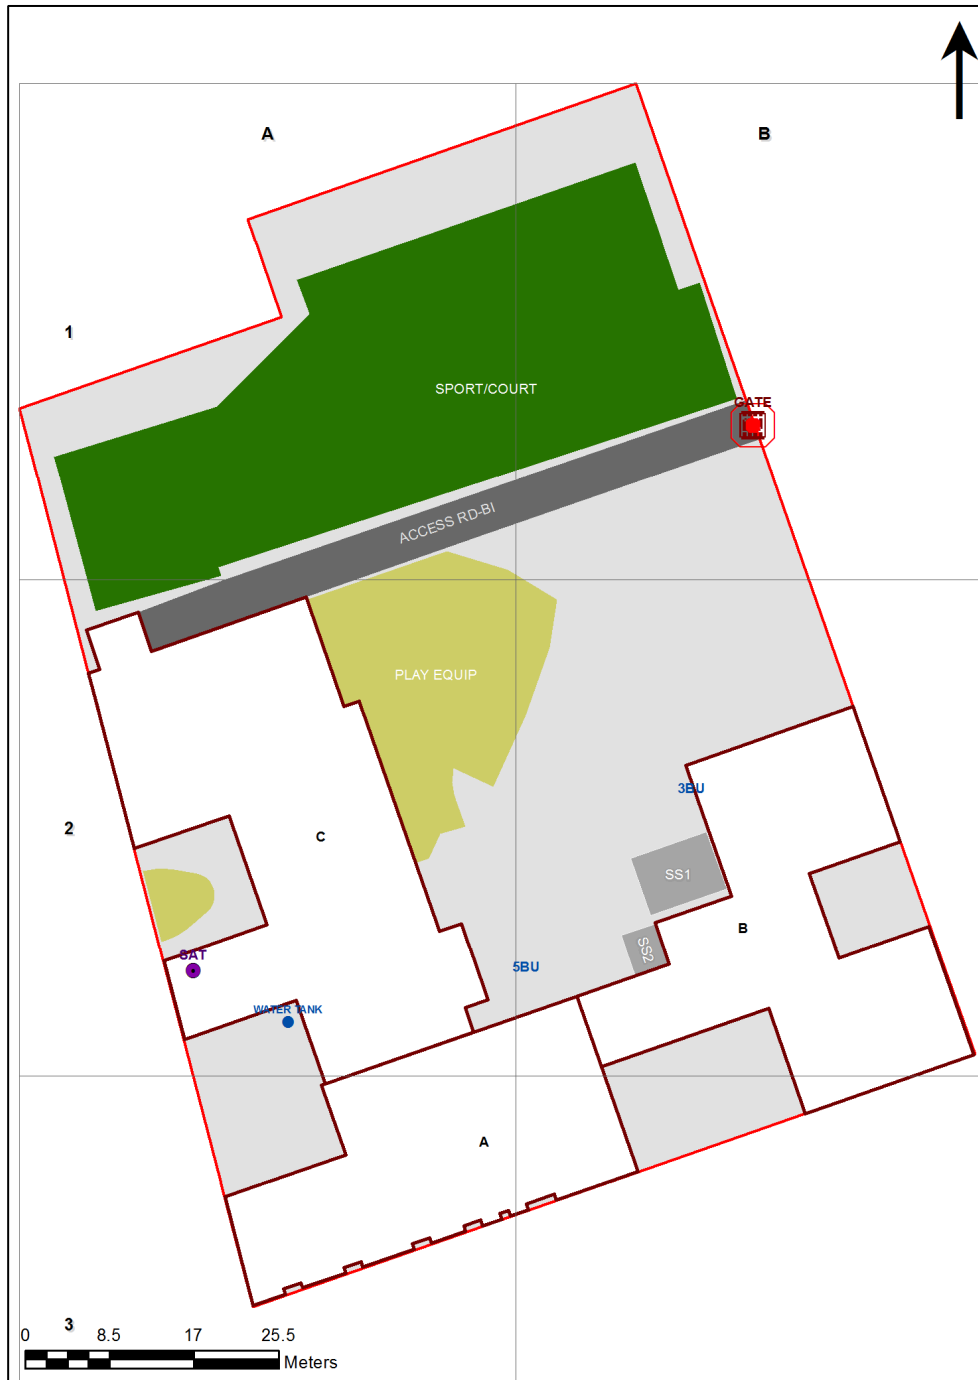 A
B
1
SPORT/COURT
GATE
ACCESS RD-BI
PLAY EQUIP
3BU
2
C
SS1
B
SS2
SAT
5BU
WATER TANK
A
3
0 8.5 17 25.5
Meters